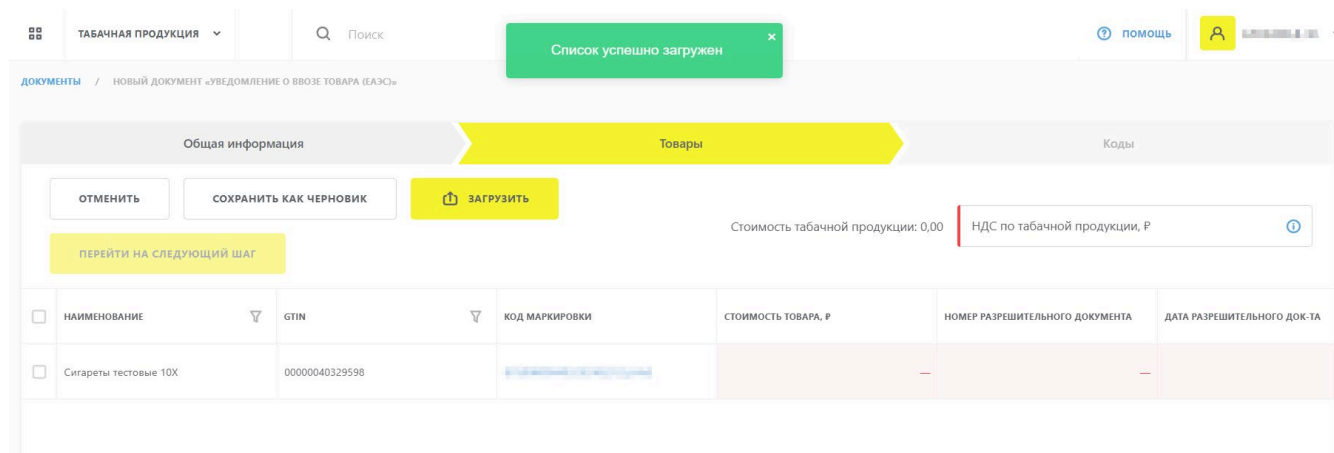 ТАБАЧНАЯ ПРОДУКЦИЯ
Поиск
Список успешно загружен
×
ПОМОЩЬ
ДОКУМЕНТЫ / НОВЫЙ ДОКУМЕНТ «УВЕДОМЛЕНИЕ О ВВОЗЕ ТОВАРА (ЕАЭС)»
Общая информация
Товары
Коды
ОТМЕНИТЬ
СОХРАНИТЬ КАК ЧЕРНОВИК
ЗАГРУЗИТЬ
Стоимость табачной продукции: 0,00
НДС по табачной продукции, ₽
ПЕРЕЙТИ НА СЛЕДУЮЩИЙ ШАГ
НАИМЕНОВАНИЕ
GTIN
КОД МАРКИРОВКИ
СТОИМОСТЬ ТОВАРА, ₽
НОМЕР РАЗРЕШИТЕЛЬНОГО ДОКУМЕНТА
ДАТА РАЗРЕШИТЕЛЬНОГО ДОК-ТА
Сигареты тестовые 10X
00000040329598
—
—